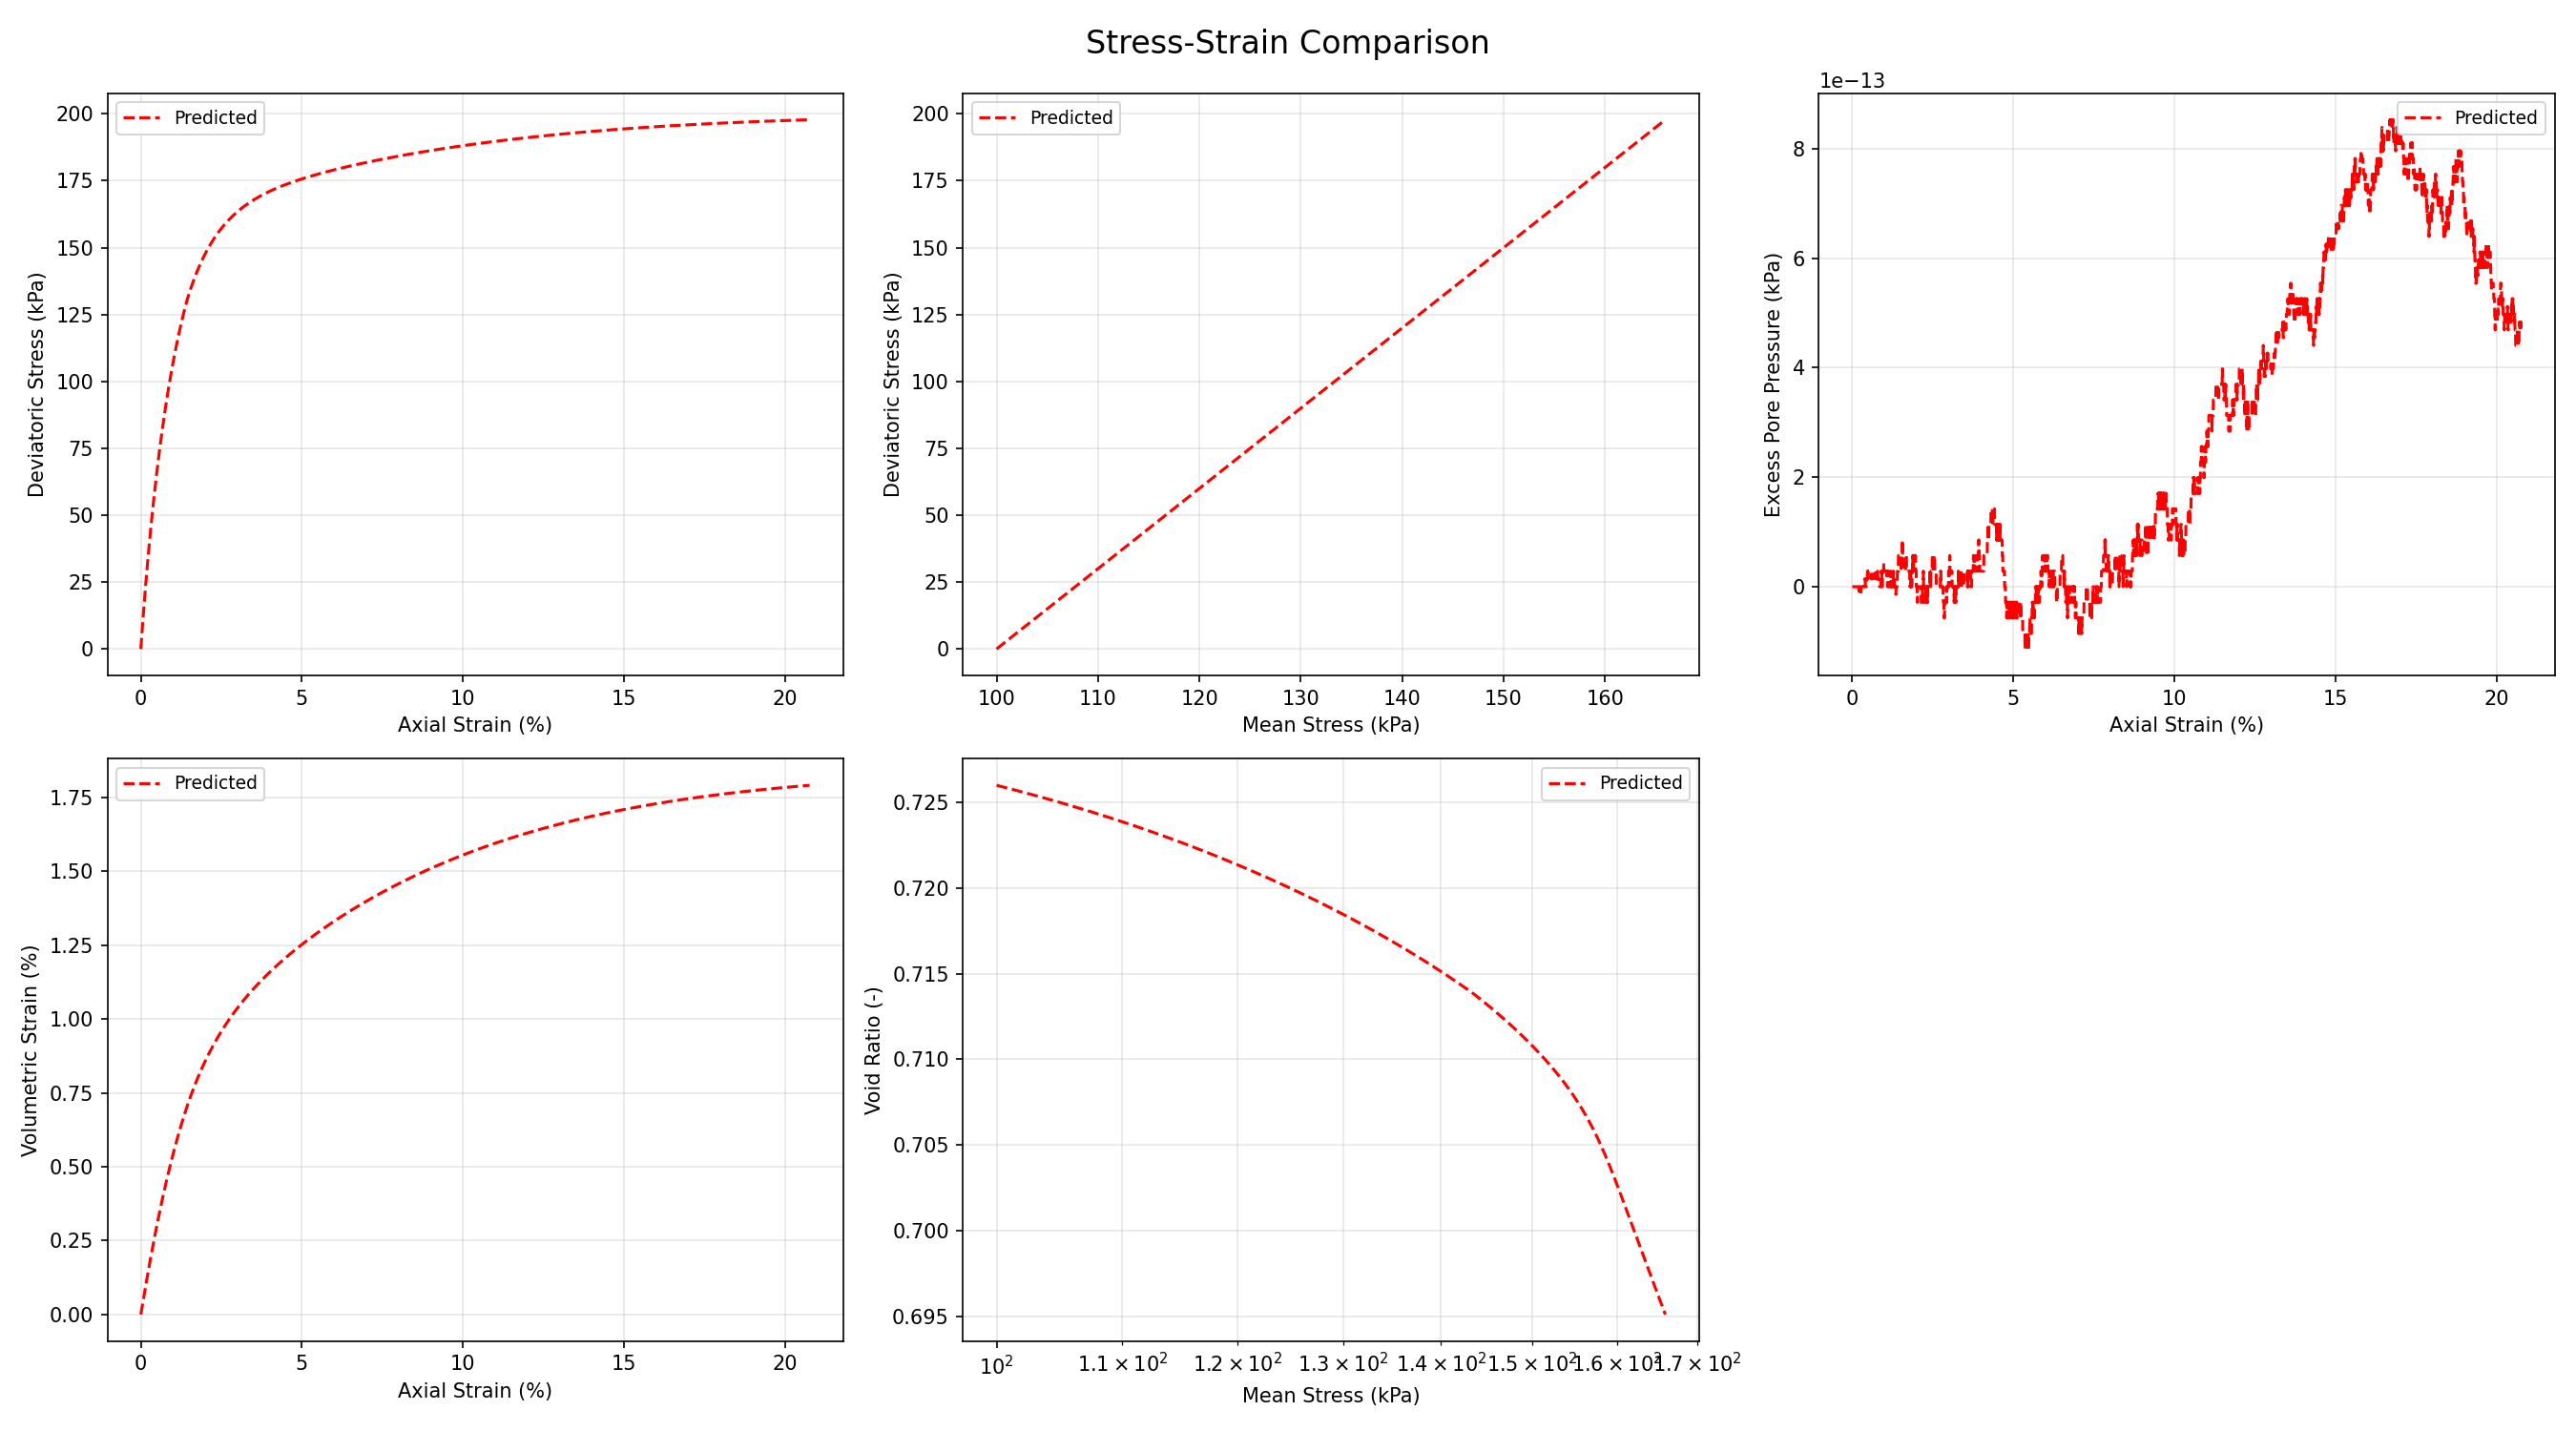 Stress-Strain Comparison
Predicted
200
175
150
125
100
75
50
25
0
Deviatoric Stress (kPa)
0 5 10 15 20
Axial Strain (%)
Predicted
200
175
150
125
100
75
50
25
0
Deviatoric Stress (kPa)
100 110 120 130 140 150 160
Mean Stress (kPa)
1e−13
Predicted
8
6
4
2
0
Excess Pore Pressure (kPa)
0 5 10 15 20
Axial Strain (%)
Predicted
1.75
1.50
1.25
1.00
0.75
0.50
0.25
0.00
Volumetric Strain (%)
0 5 10 15 20
Axial Strain (%)
Predicted
0.725
0.720
0.715
0.710
0.705
0.700
0.695
Void Ratio (-)
10² 1.1 × 10² 1.2 × 10² 1.3 × 10² 1.4 × 10² 1.5 × 10² 1.6 × 10² 1.7 × 10²
Mean Stress (kPa)